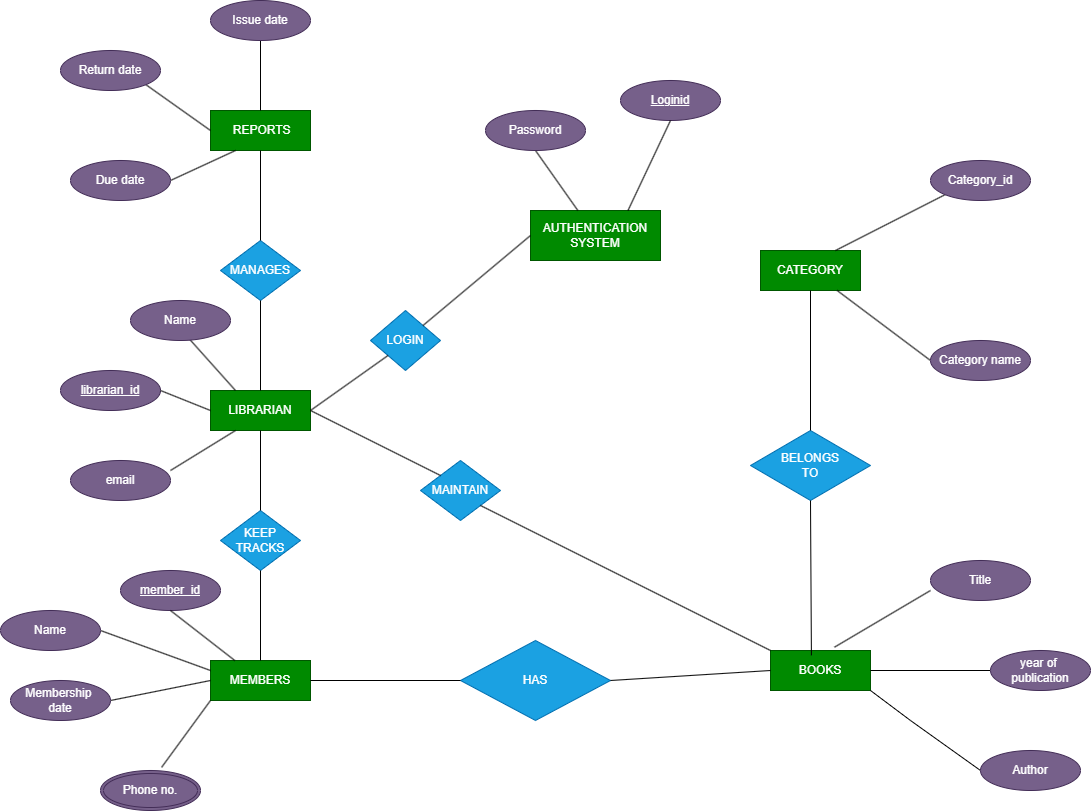 Issue date
Return date
REPORTS
Due date
Loginid
Password
AUTHENTICATION
SYSTEM
Category_id
CATEGORY
Category name
MANAGES
Name
LOGIN
librarian_id
LIBRARIAN
email
MAINTAIN
BELONGS
TO
KEEP
TRACKS
member_id
Name
Membership
date
MEMBERS
Phone no.
HAS
Title
BOOKS
year of
publication
Author